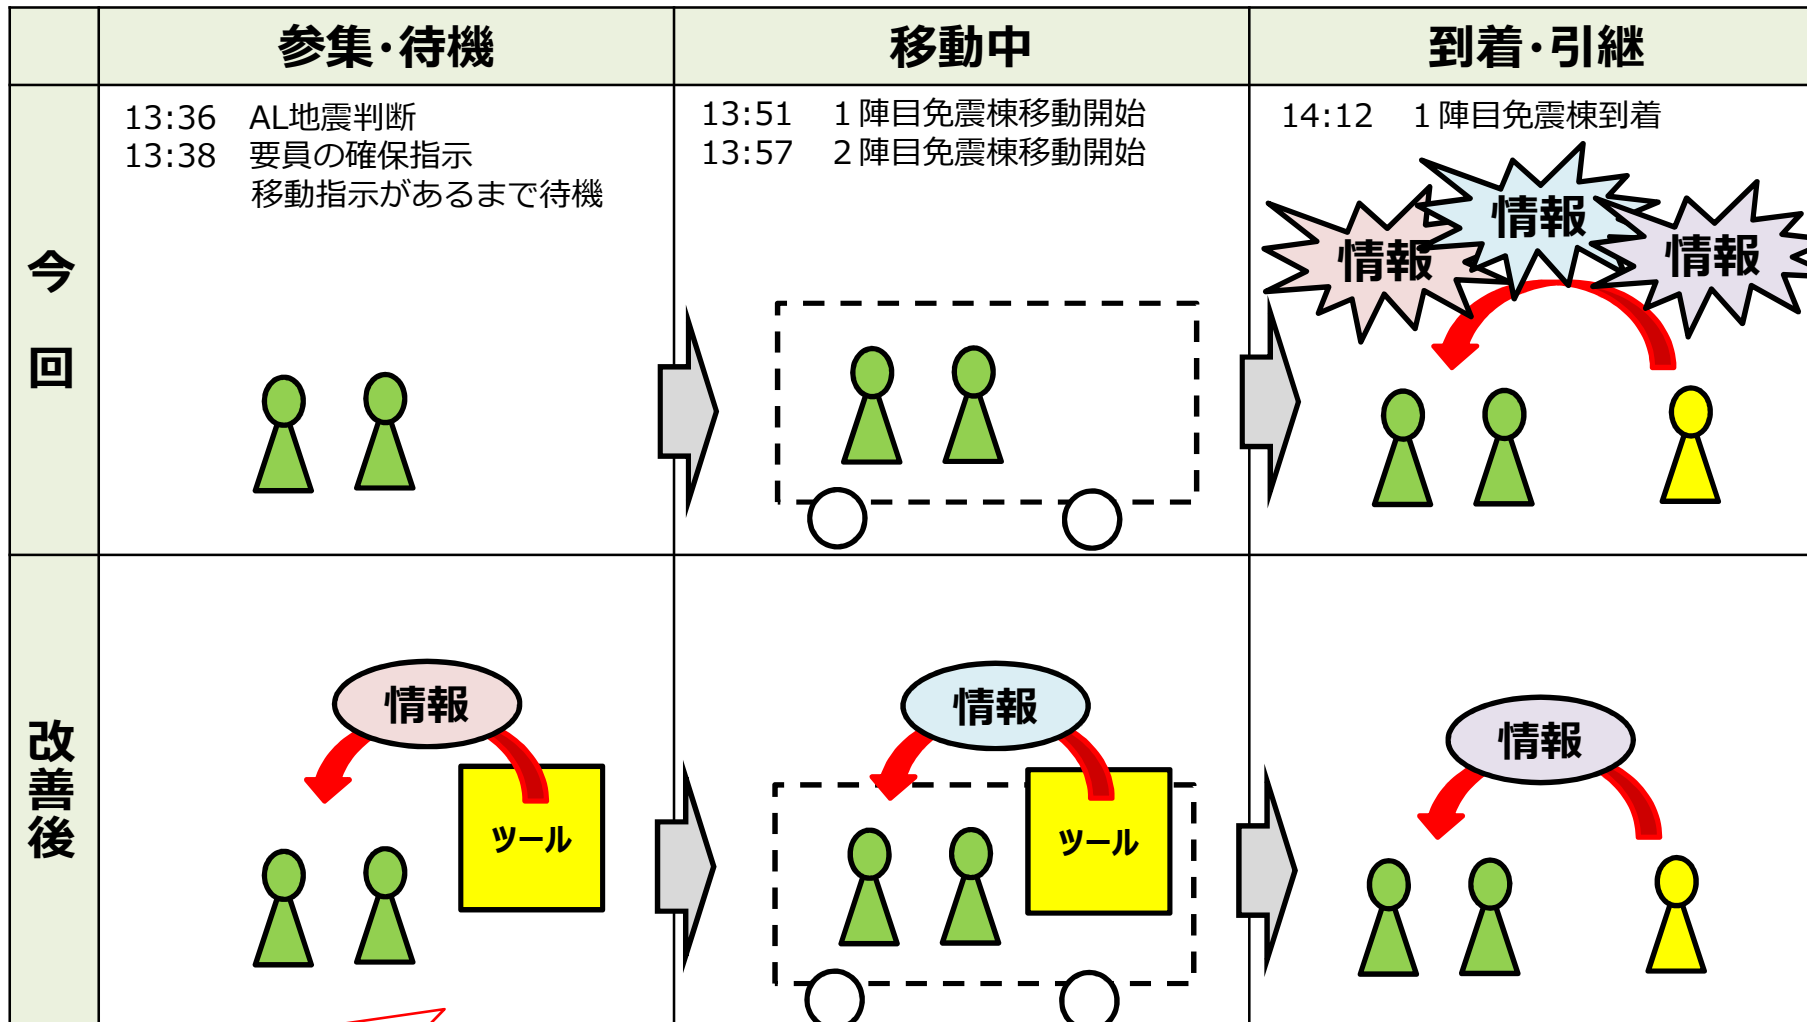 参集・待機
移動中
到着・引継
今回
13:36 AL地震判断
13:38 要員の確保指示
移動指示があるまで待機
13:51 1陣目免震棟移動開始
13:57 2陣目免震棟移動開始
14:12 1陣目免震棟到着
情報
情報
情報
改善後
情報
ツール
情報
ツール
情報